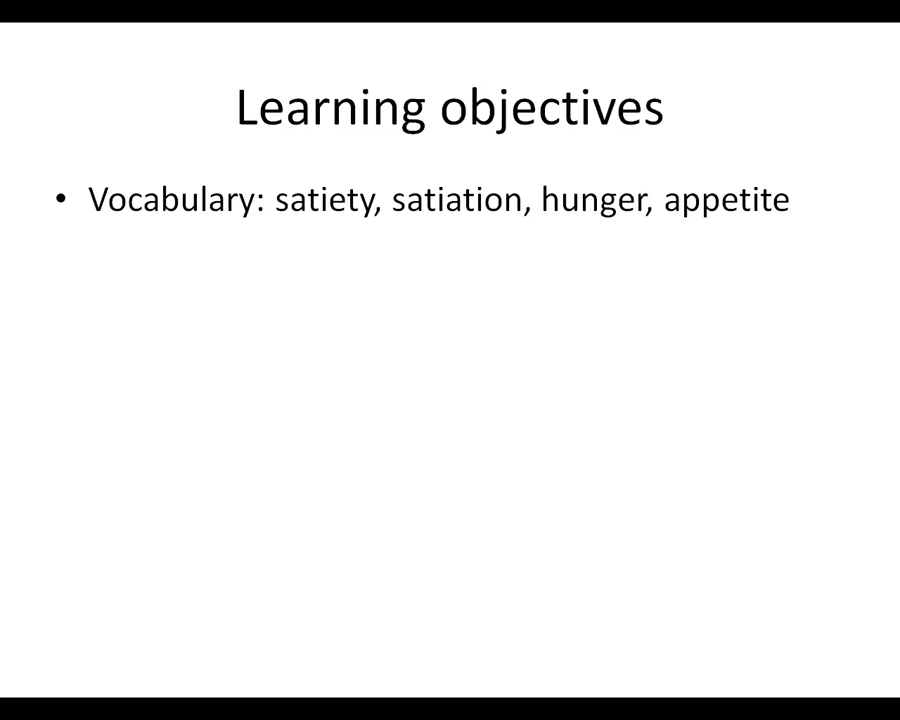 Learning objectives
• Vocabulary: satiety, satiation, hunger, appetite